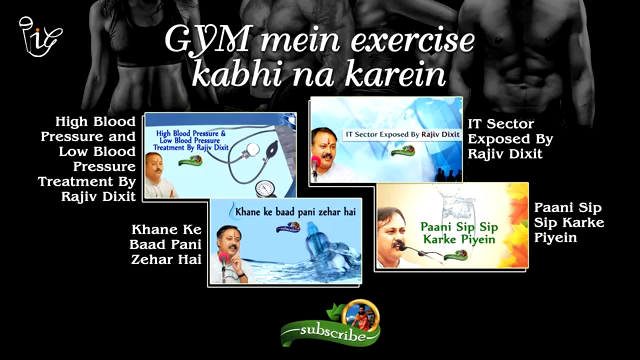 GYM mein exercise
kabhi na karein
High Blood
Pressure and
Low Blood
Pressure
Treatment By
Rajiv Dixit
High Blood Pressure &
Low Blood Pressure
Treatment By Rajiv Dixit
IT Sector Exposed By Rajiv Dixit
IT Sector
Exposed By
Rajiv Dixit
Khane Ke
Baad Pani
Zehar Hai
Khane ke baad pani zehar hai
Paani Sip Sip
Karke Piyein
Paani Sip
Sip Karke
Piyein
subscribe